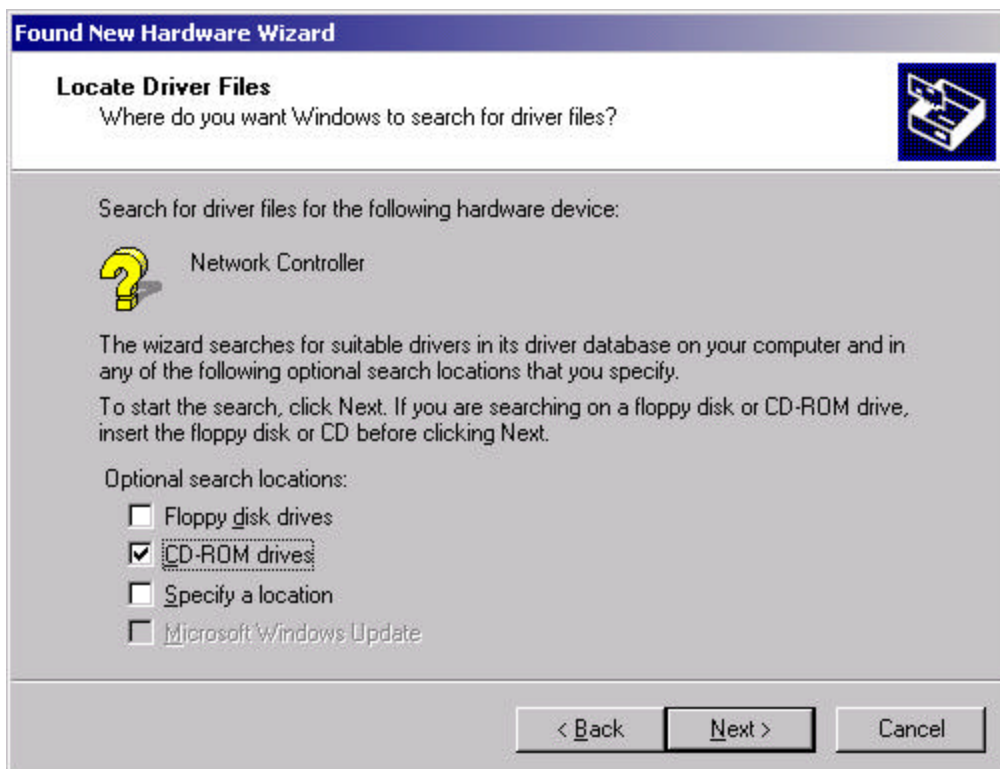 Found New Hardware Wizard
Locate Driver Files
Where do you want Windows to search for driver files?
Search for driver files for the following hardware device:
Network Controller
The wizard searches for suitable drivers in its driver database on your computer and in
any of the following optional search locations that you specify.
To start the search, click Next. If you are searching on a floppy disk or CD-ROM drive,
insert the floppy disk or CD before clicking Next.
Optional search locations:
Floppy disk drives
CD-ROM drives
Specify a location
Microsoft Windows Update
< Back Next > Cancel